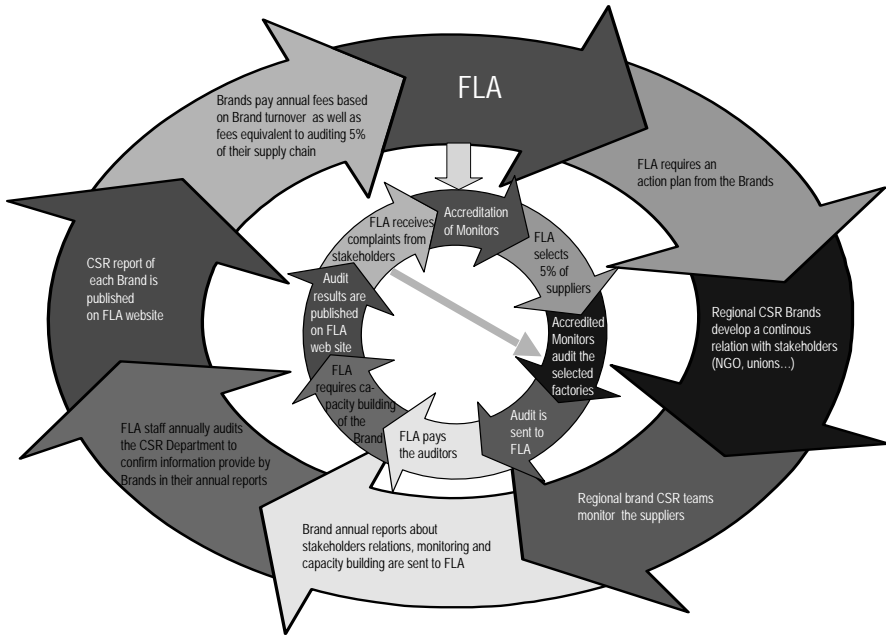 FLA
Brands pay annual fees based
on Brand turnover as well as
fees equivalent to auditing 5%
of their supply chain
FLA requires an
action plan from the Brands
Regional CSR Brands
develop a continous
relation with stakeholders
(NGO, unions…)
Regional brand CSR teams
monitor the suppliers
Brand annual reports about
stakeholders relations, monitoring and
capacity building are sent to FLA
FLA staff annually audits
the CSR Department to
confirm information provide by
Brands in their annual reports
CSR report of
each Brand is
published
on FLA website
Accreditation
of Monitors
FLA
selects
5% of
suppliers
Accredited
Monitors
audit the
selected
factories
Audit is
sent to
FLA
FLA pays
the auditors
FLA
requires ca-
pacity building
of the
Brand
Audit
results are
published
on FLA
web site
FLA receives
complaints from
stakeholders